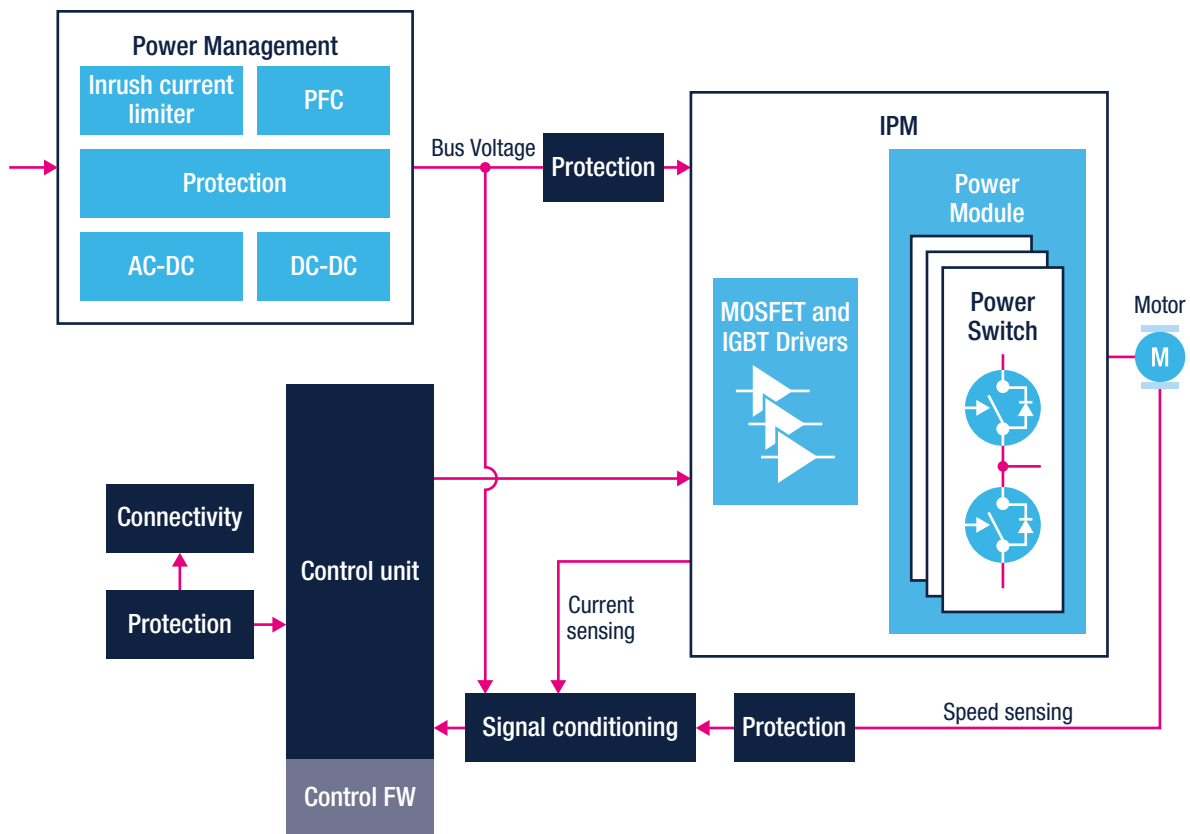 Power Management
Inrush current
limiter
PFC
Protection
AC-DC
DC-DC
Bus Voltage
Protection
IPM
Power
Module
MOSFET and
IGBT Drivers
Power
Switch
Motor
M
Connectivity
Protection
Control unit
Control FW
Current
sensing
Signal conditioning
Protection
Speed sensing